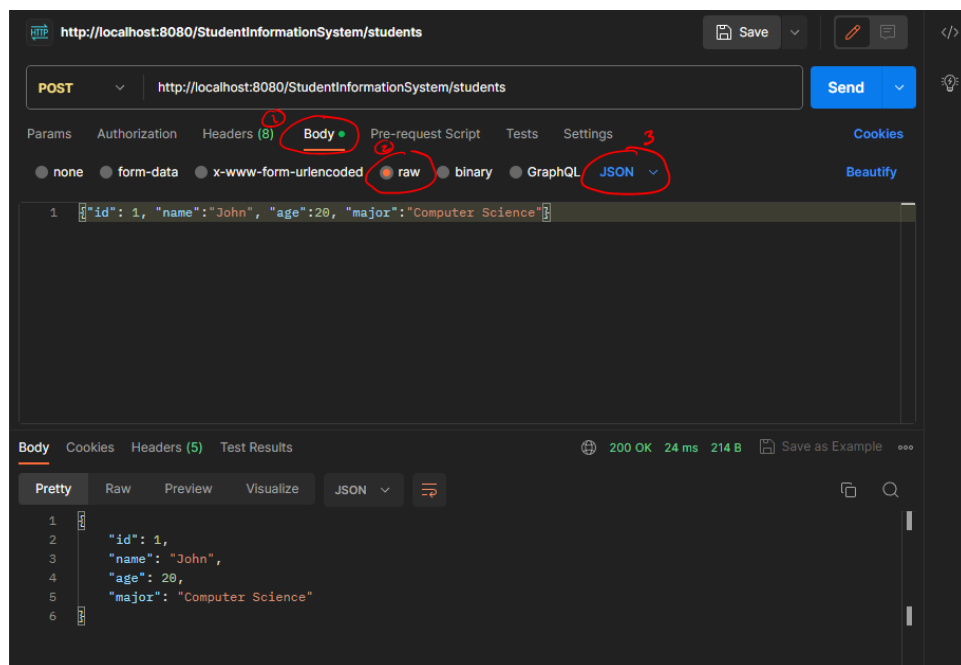 HTTP http://localhost:8080/StudentInformationSystem/students Save
POST http://localhost:8080/StudentInformationSystem/students Send
1
Params Authorization Headers (8) Body Pre-request Script Tests Settings 3 Cookies
2
none form-data x-www-form-urlencoded raw binary GraphQL JSON Beautify
1 {"id": 1, "name":"John", "age":20, "major":"Computer Science"}
Body Cookies Headers (5) Test Results 200 OK 24 ms 214 B Save as Example
Pretty Raw Preview Visualize JSON
1 {
2 "id": 1,
3 "name": "John",
4 "age": 20,
5 "major": "Computer Science"
6 }